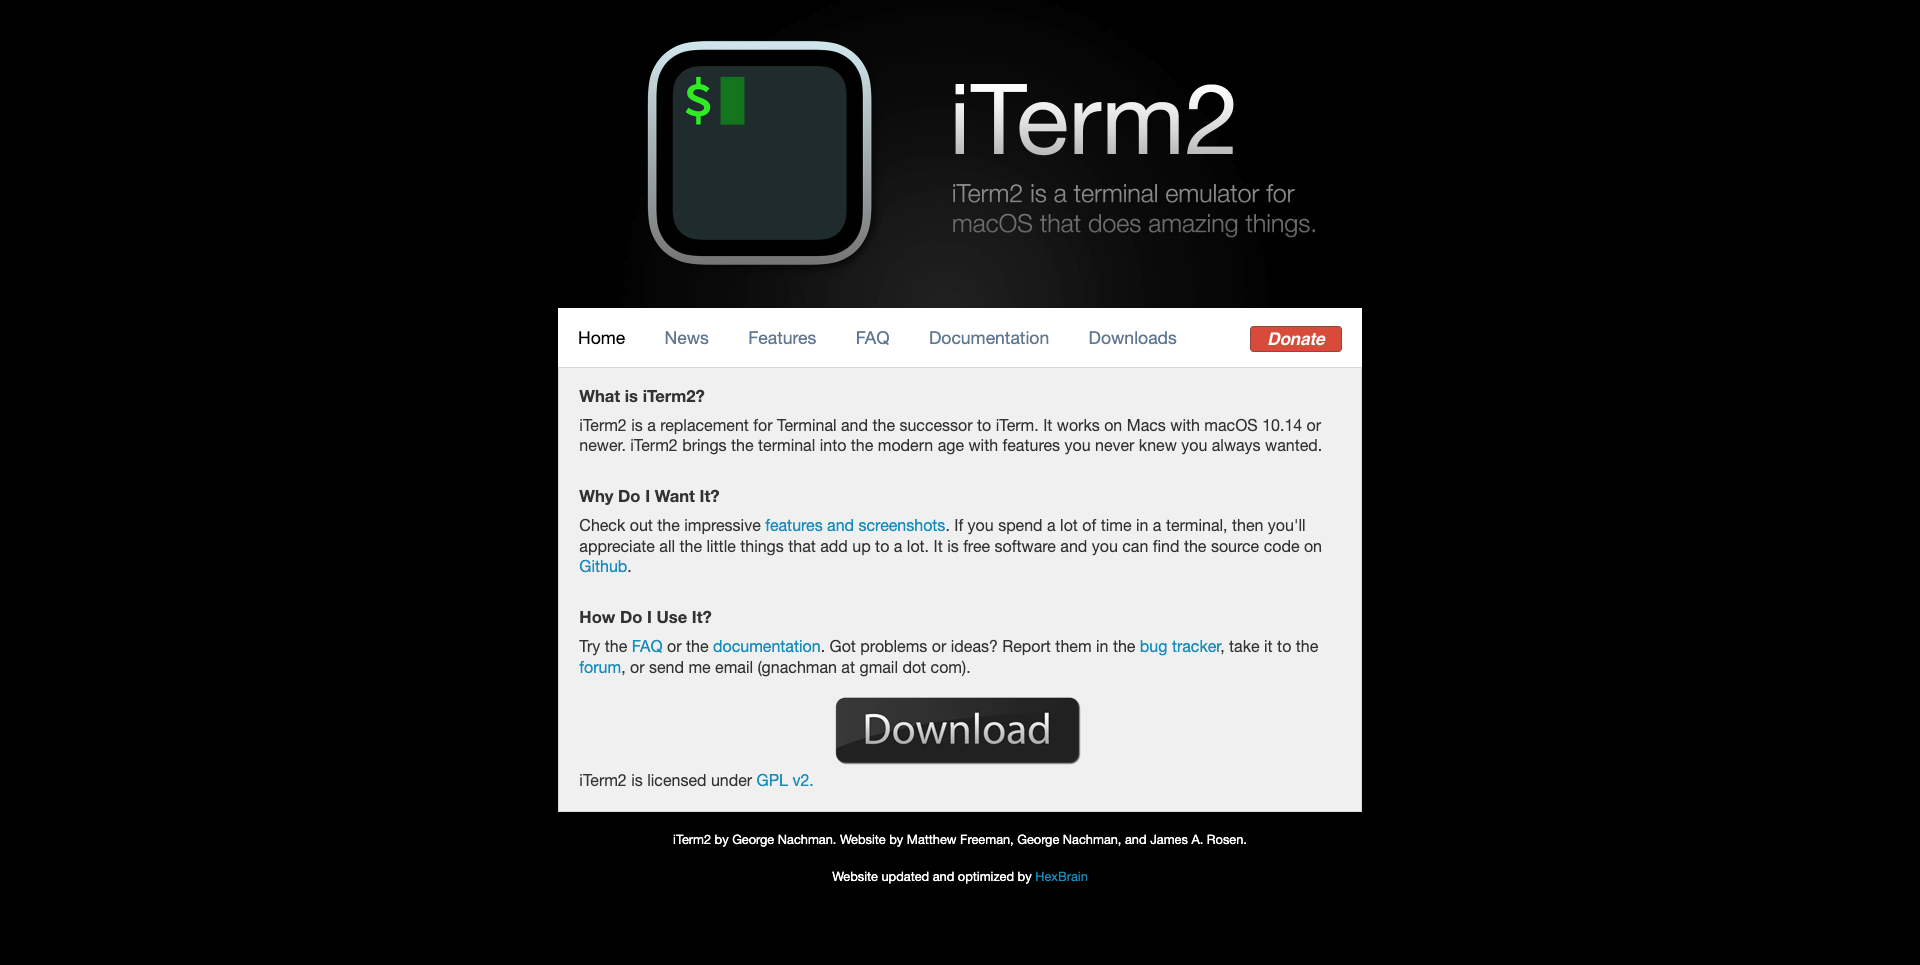 $
iTerm2
iTerm2 is a terminal emulator for
macOS that does amazing things.
Home News Features FAQ Documentation Downloads Donate
What is iTerm2?
iTerm2 is a replacement for Terminal and the successor to iTerm. It works on Macs with macOS 10.14 or
newer. iTerm2 brings the terminal into the modern age with features you never knew you always wanted.
Why Do I Want It?
Check out the impressive features and screenshots. If you spend a lot of time in a terminal, then you'll
appreciate all the little things that add up to a lot. It is free software and you can find the source code on
Github.
How Do I Use It?
Try the FAQ or the documentation. Got problems or ideas? Report them in the bug tracker, take it to the
forum, or send me email (gnachman at gmail dot com).
Download
iTerm2 is licensed under GPL v2.
iTerm2 by George Nachman. Website by Matthew Freeman, George Nachman, and James A. Rosen.
Website updated and optimized by HexBrain